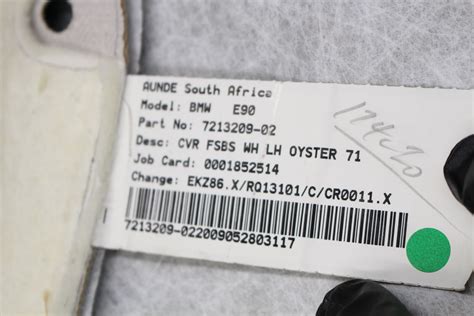 AUNDE South Africa
Model: BMW E90
Part No: 7213209-02
Desc: CVR FSBS WH LH OYSTER 71
Job Card: 0001852514
Change: EKZ86.X/RQ13101/C/CR0011.X
7213209-022009052803117